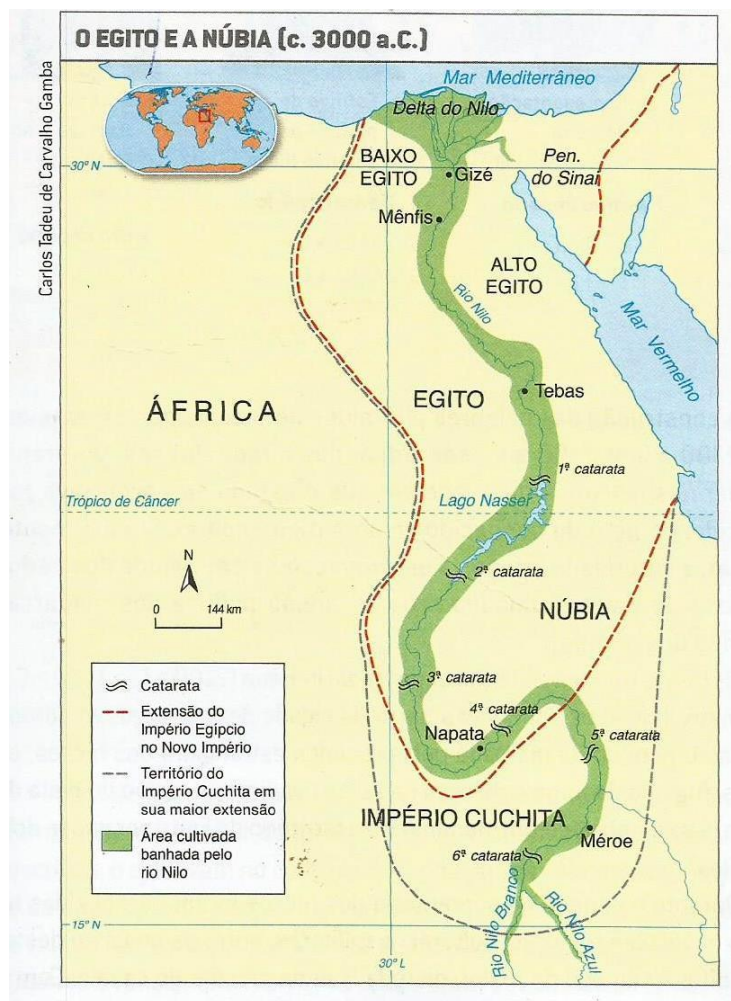 O EGITO E A NÚBIA (c. 3000 a.C.)
Carlos Tadeu de Carvalho Gamba
Mar Mediterrâneo
Delta do Nilo
30° N
BAIXO
EGITO
Gizé
Pen.
do Sinai
Mênfis
ALTO
EGITO
Rio Nilo
Mar Vermelho
ÁFRICA
EGITO
Tebas
1ª catarata
Trópico de Câncer
Lago Nasser
2ª catarata
N
0 144 km
NÚBIA
3ª catarata
4ª catarata
Napata
5ª catarata
IMPÉRIO CUCHITA
Méroe
6ª catarata
Rio Nilo Branco
Rio Nilo Azul
15° N
30° L
Catarata
Extensão do
Império Egípcio
no Novo Império
Território do
Império Cuchita em
sua maior extensão
Área cultivada
banhada pelo
rio Nilo